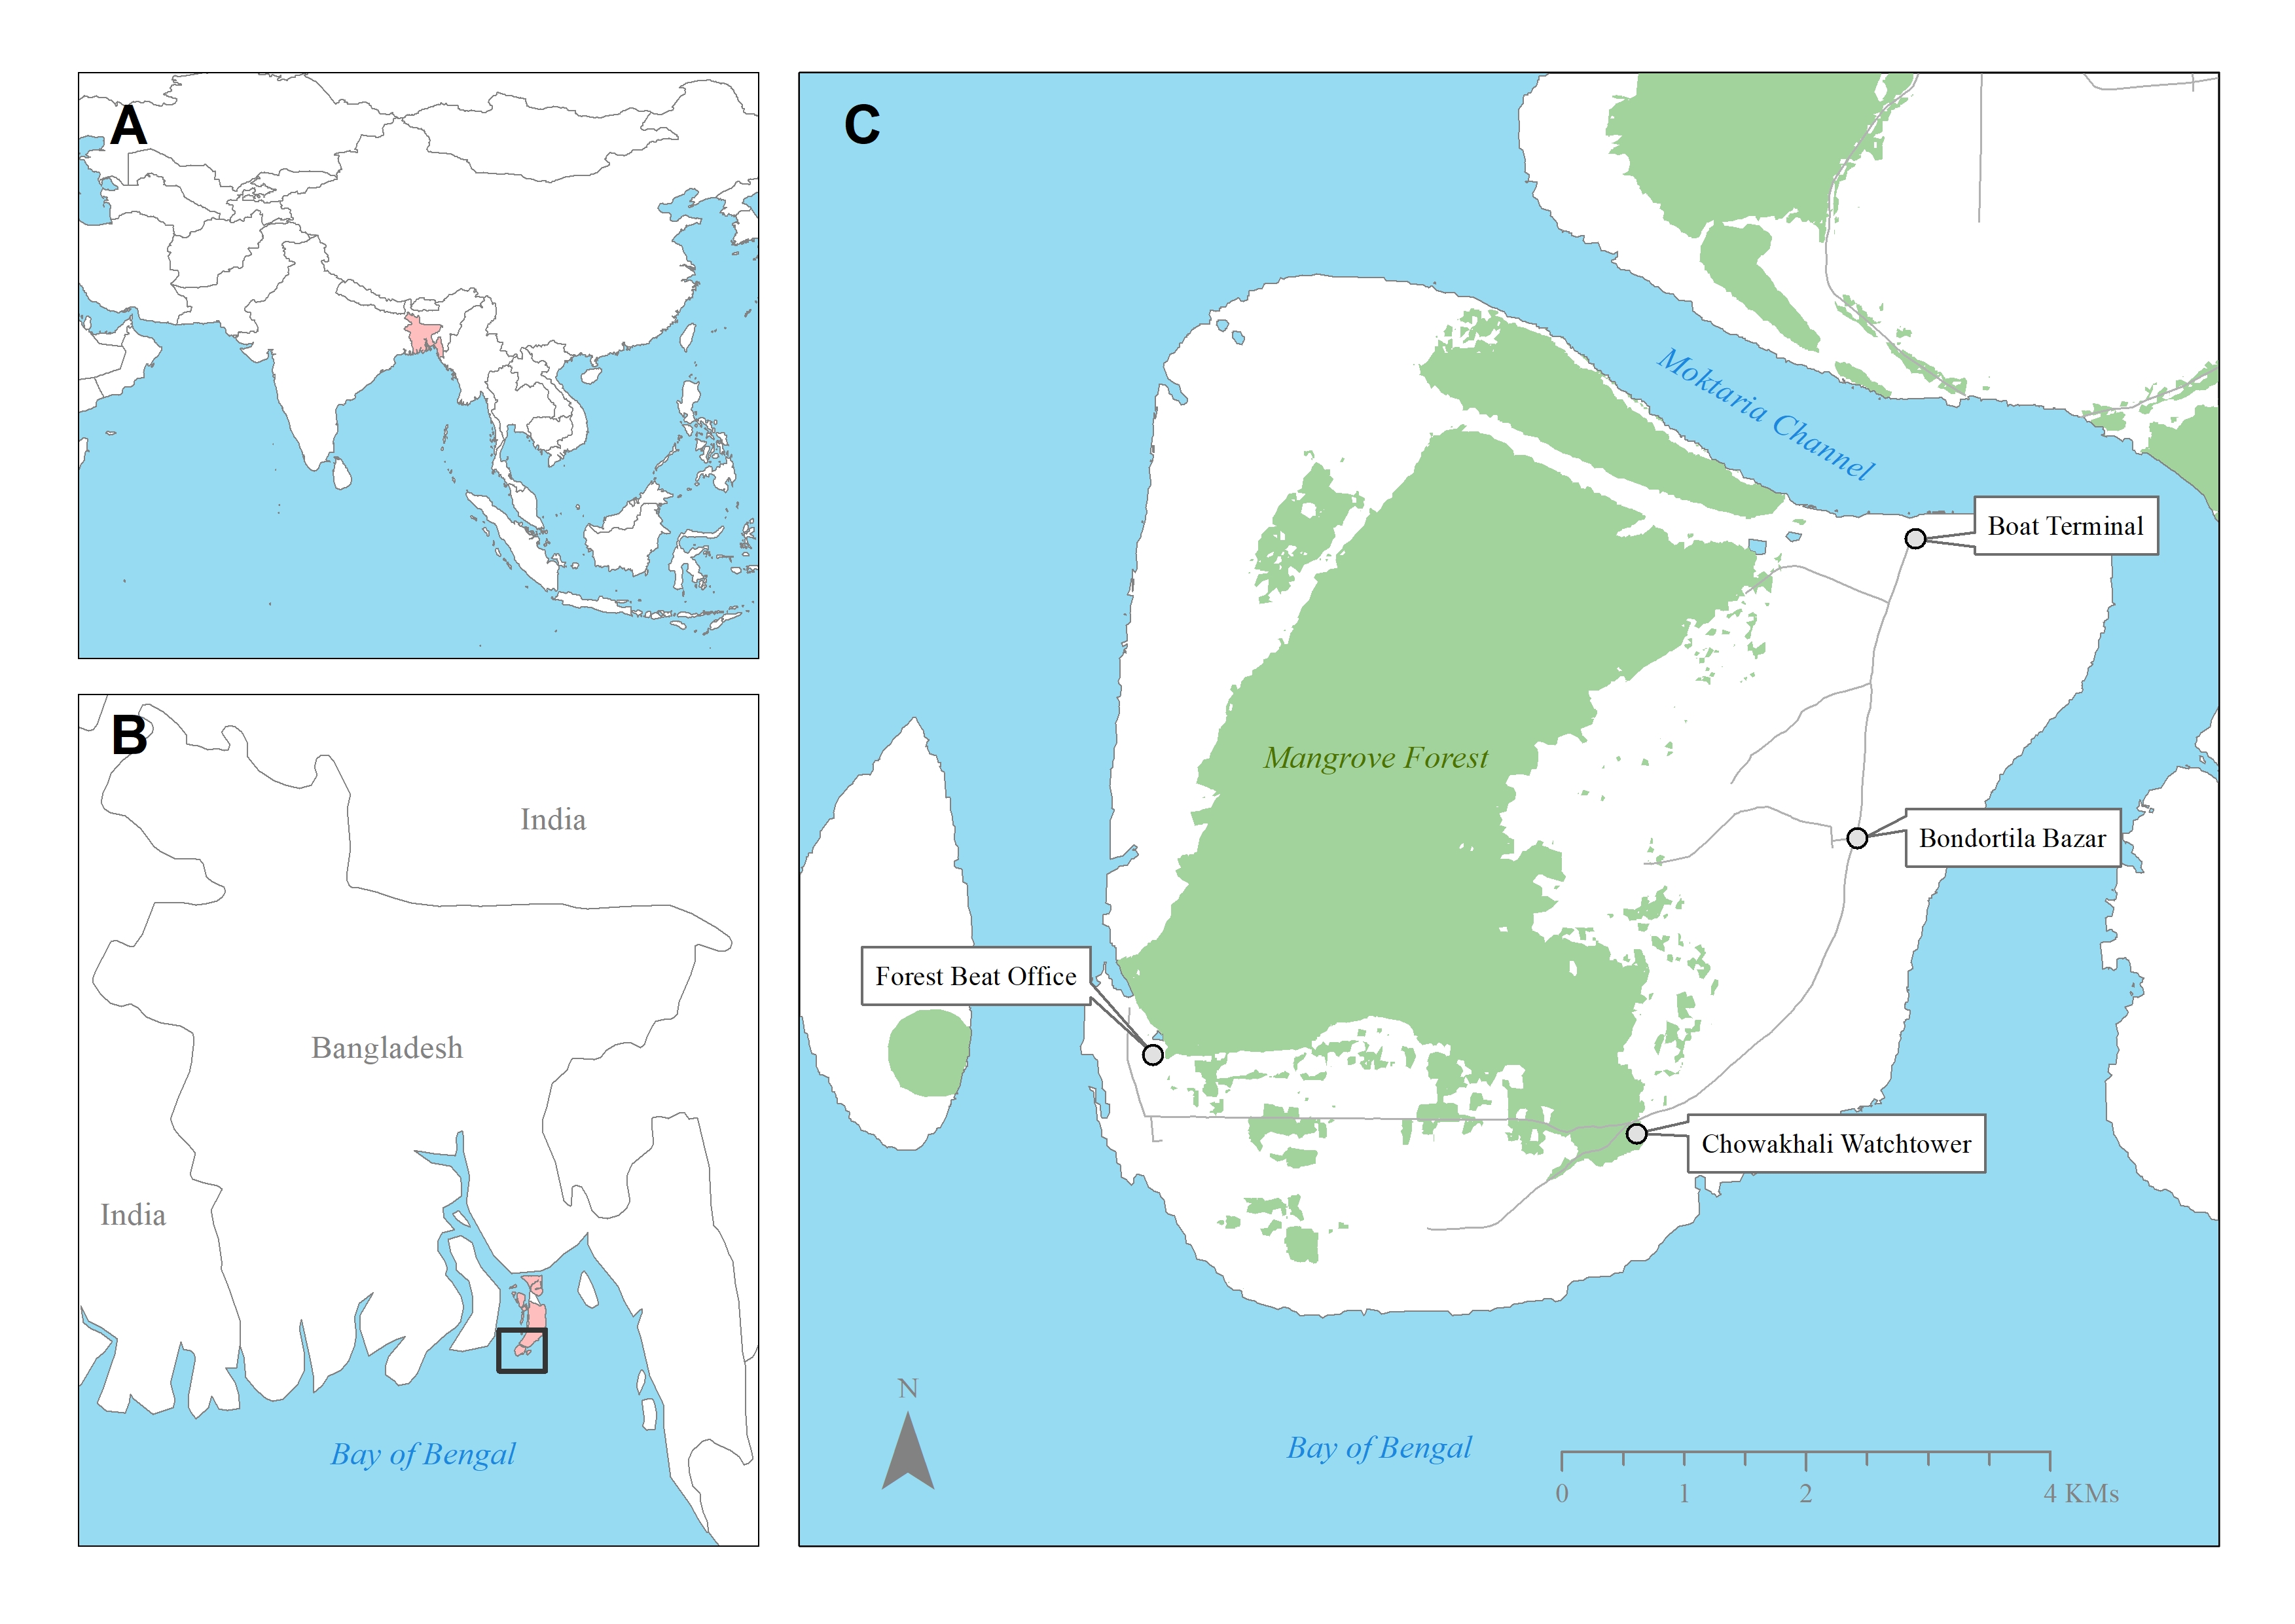 A
B
India
Bangladesh
India
Bay of Bengal
C
Moktaria Channel
Boat Terminal
Mangrove Forest
Bondortila Bazar
Forest Beat Office
Chowakhali Watchtower
N
Bay of Bengal
0 1 2 4 KMs